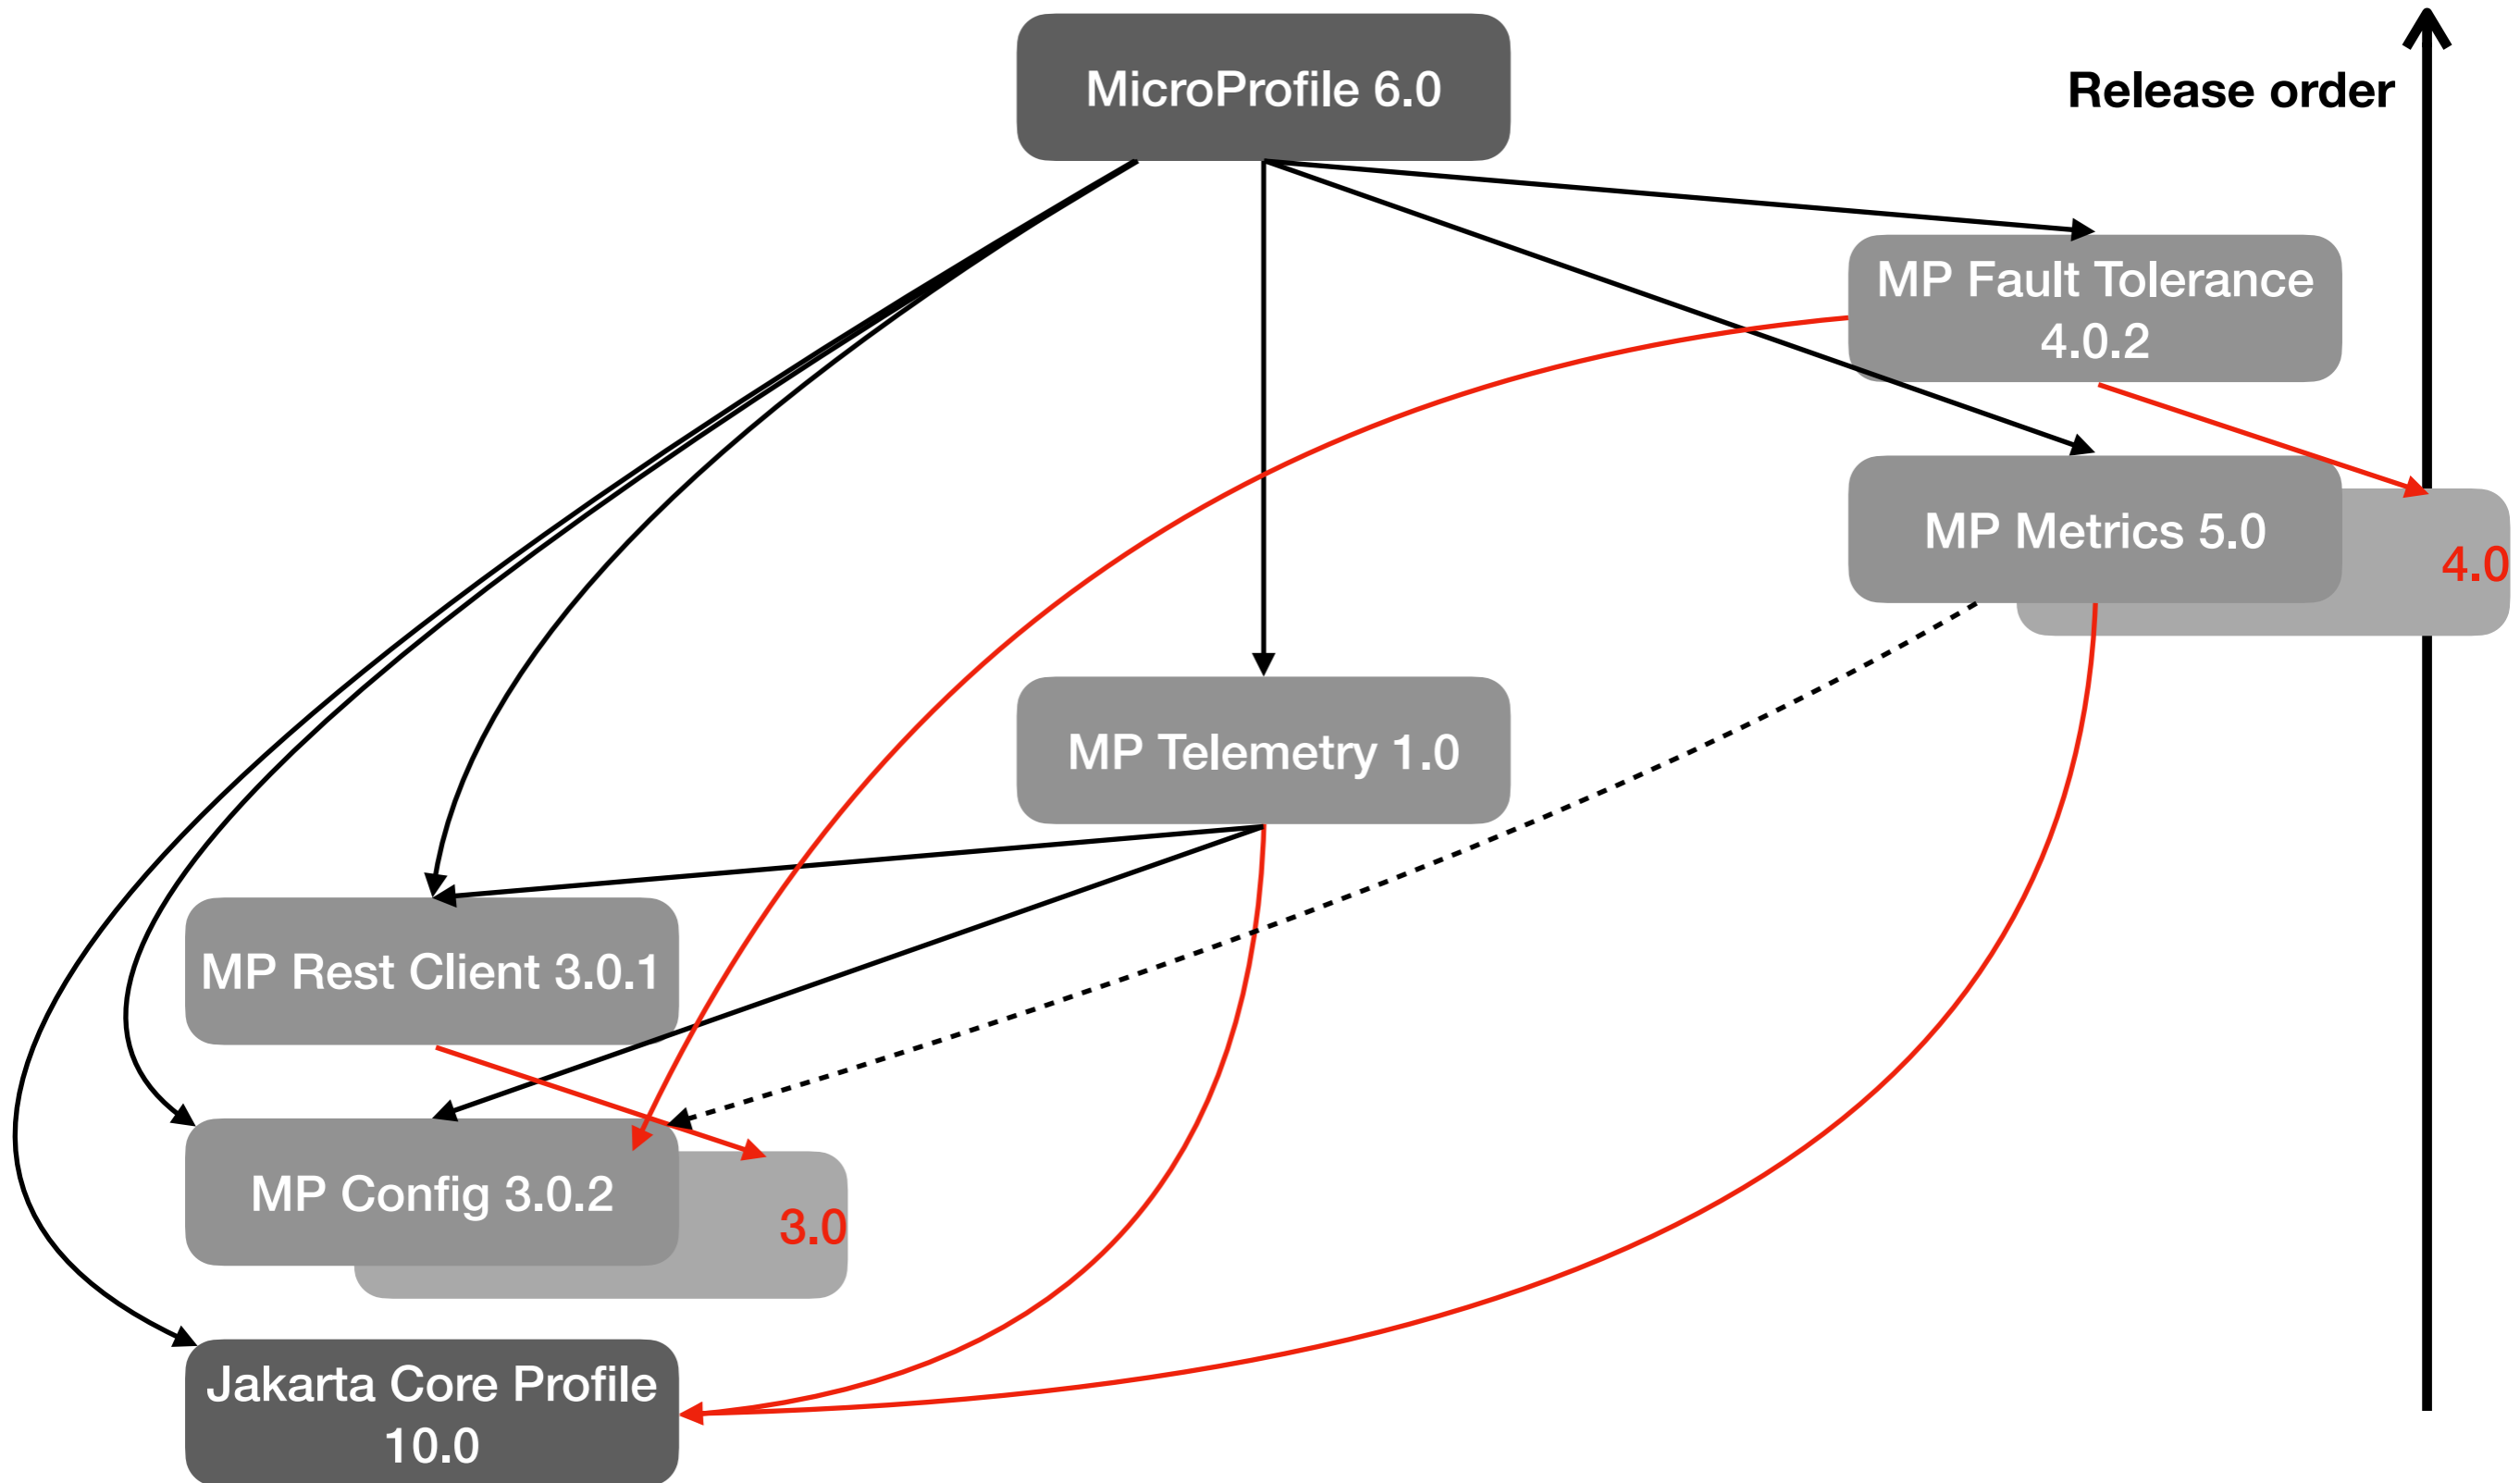 MicroProfile 6.0
Release order
MP Fault Tolerance
4.0.2
MP Metrics 5.0
4.0
MP Telemetry 1.0
MP Rest Client 3.0.1
MP Config 3.0.2
3.0
Jakarta Core Profile
10.0